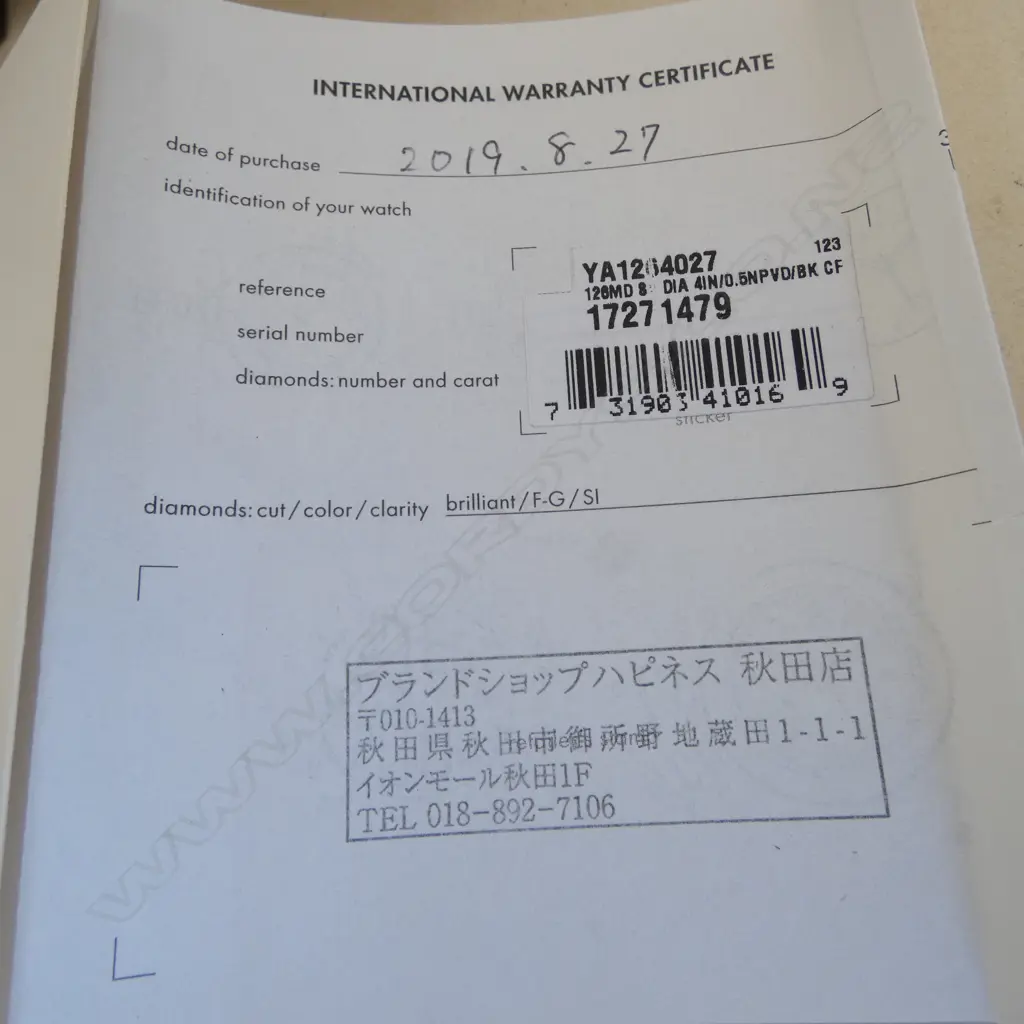 INTERNATIONAL WARRANTY CERTIFICATE
date of purchase 2019.8.27
identification of your watch
123
YA1264027
126MD 8 DIA 4IN/0.5NPVD/BK CF
reference
17271479
serial number
diamonds: number and carat
7 31903 41016 9
sticker
diamonds: cut/color/clarity brilliant/F-G/SI
ブランドショップハピネス 秋田店
〒010-1413
秋田県秋田市御所野地蔵田1-1-1
イオンモール秋田1F
TEL 018-892-7106